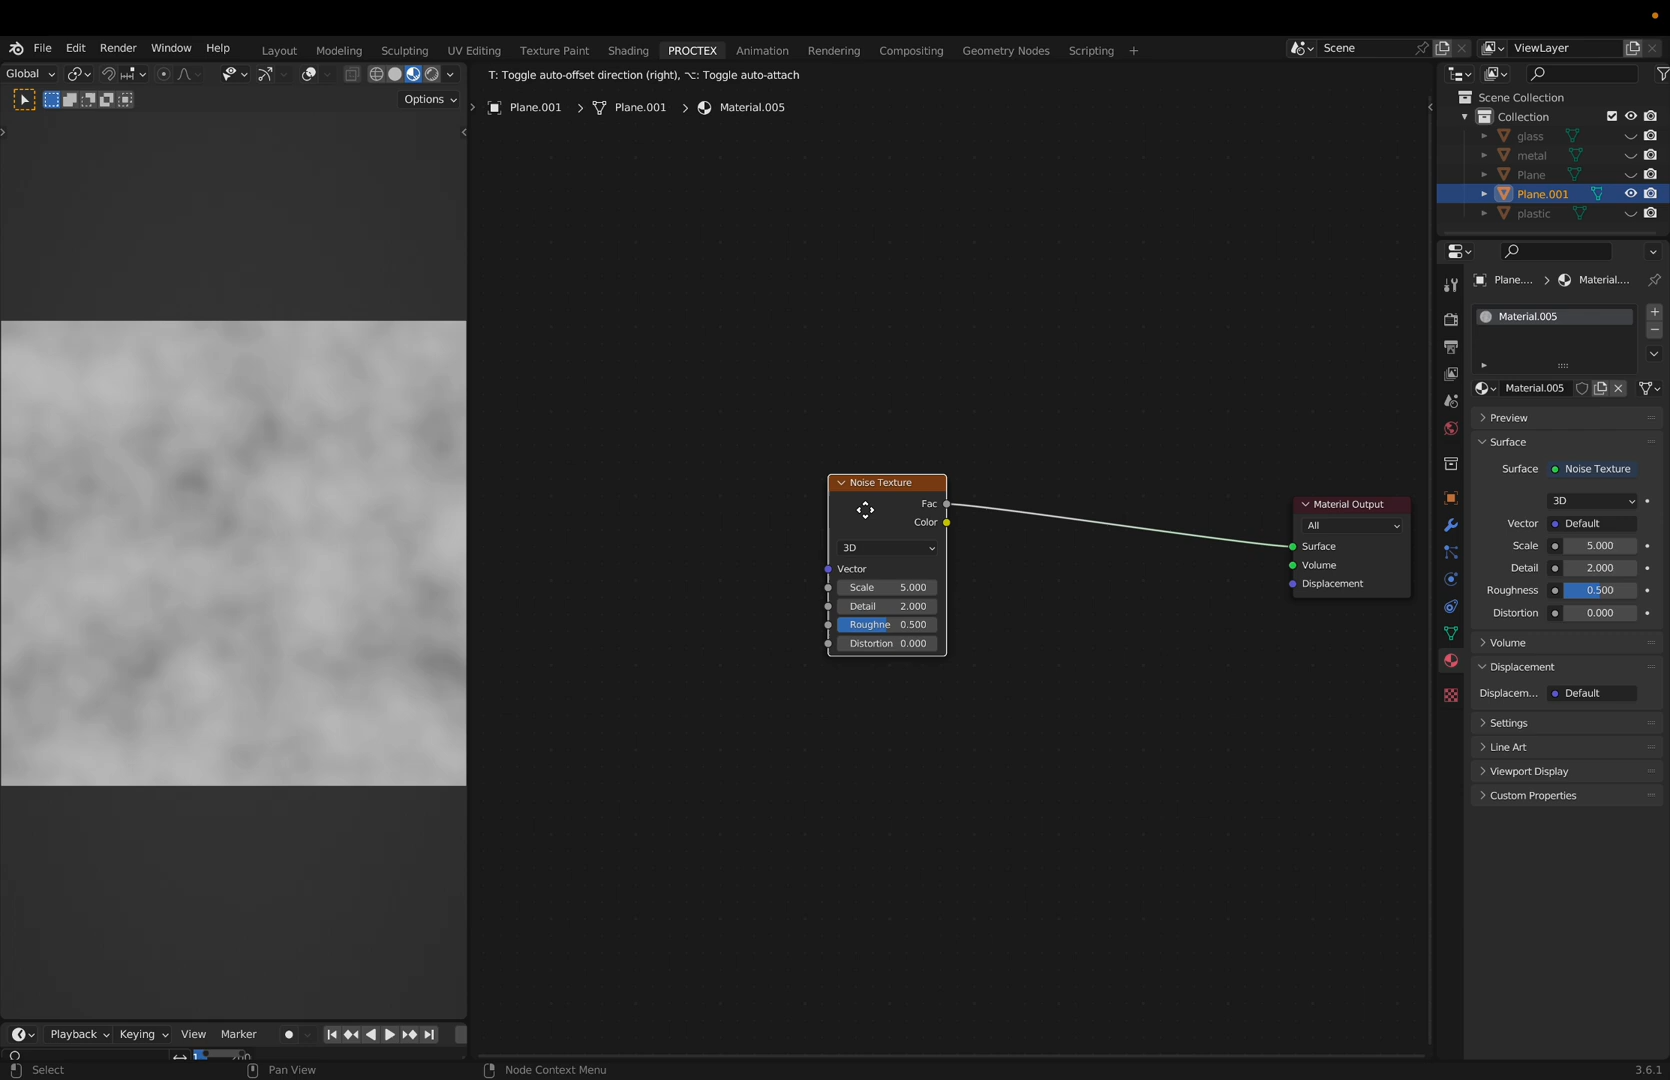 File Edit Render Window Help Layout Modeling Sculpting UV Editing Texture Paint Shading PROCTEX Animation Rendering Compositing Geometry Nodes Scripting Scene ViewLayer
Global T: Toggle auto-offset direction (right), ⌥: Toggle auto-attach
Options
Plane.001 > Plane.001 > Material.005
Scene Collection
Collection
glass
metal
Plane
Plane.001
plastic
Plane.... > Material....
Material.005
Material.005
Preview
Surface
Surface Noise Texture
3D
Vector Default
Scale 5.000
Detail 2.000
Roughness 0.500
Distortion 0.000
Volume
Displacement
Displacem... Default
Settings
Line Art
Viewport Display
Custom Properties
Noise Texture
Fac
Color
3D
Vector
Scale 5.000
Detail 2.000
Roughne 0.500
Distortion 0.000
Material Output
All
Surface
Volume
Displacement
Playback Keying View Marker
Select Pan View Node Context Menu 3.6.1